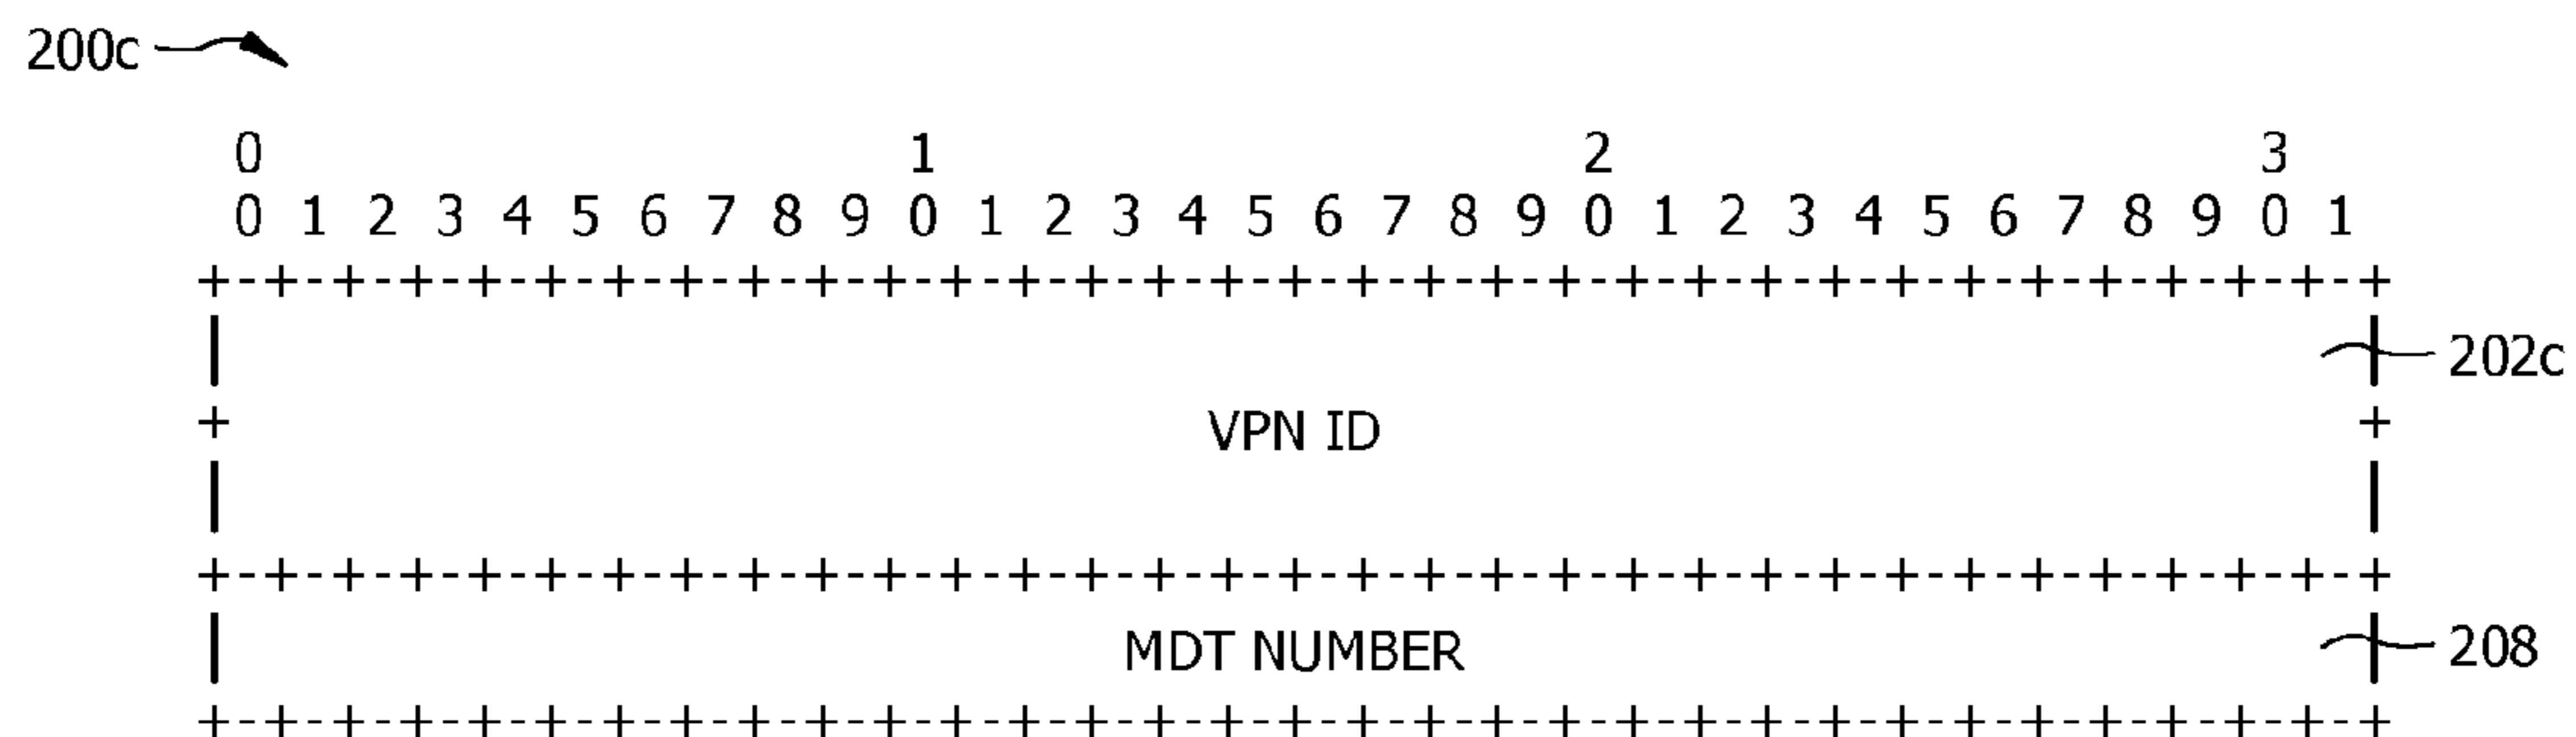 200c
0 1 2 3
0 1 2 3 4 5 6 7 8 9 0 1 2 3 4 5 6 7 8 9 0 1 2 3 4 5 6 7 8 9 0 1
+-+-+-+-+-+-+-+-+-+-+-+-+-+-+-+-+-+-+-+-+-+-+-+-+-+-+-+-+-+-+-+-+
| | 202c
+ VPN ID +
| |
+-+-+-+-+-+-+-+-+-+-+-+-+-+-+-+-+-+-+-+-+-+-+-+-+-+-+-+-+-+-+-+-+
| MDT NUMBER | 208
+-+-+-+-+-+-+-+-+-+-+-+-+-+-+-+-+-+-+-+-+-+-+-+-+-+-+-+-+-+-+-+-+